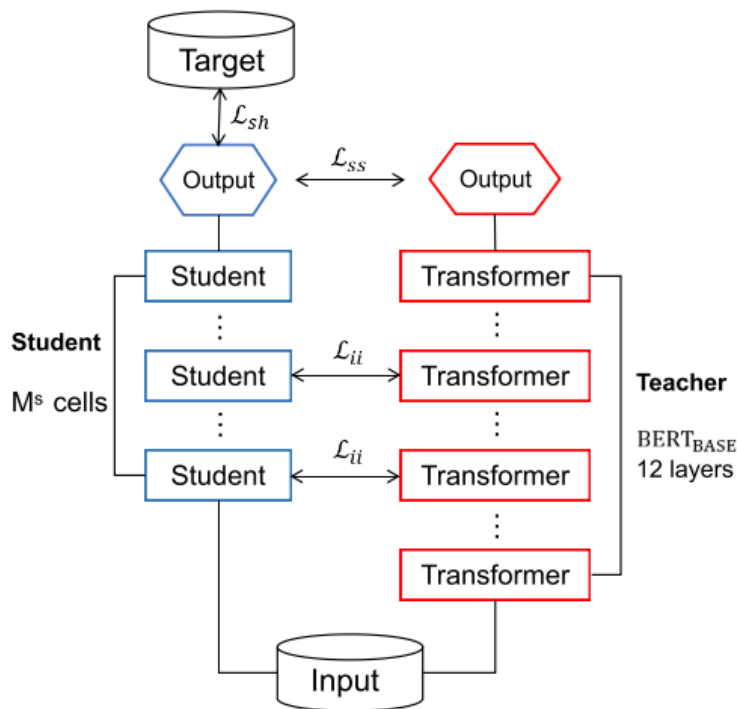 Target
ℒsh
Output
ℒss
Output
Student
Transformer
⋮
⋮
Student
Mˢ cells
Student
ℒii
Transformer
Teacher
BERTBASE
12 layers
⋮
⋮
Student
ℒii
Transformer
⋮
Transformer
Input